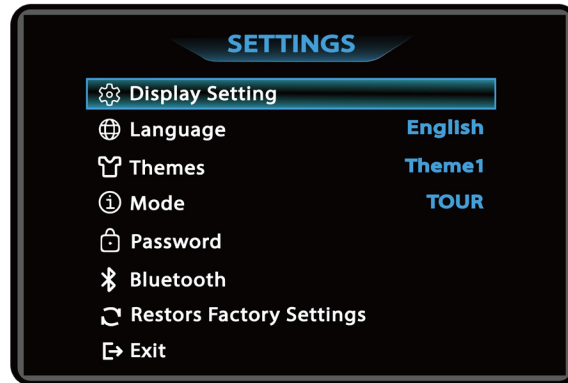 SETTINGS
Display Setting
Language English
Themes Theme1
Mode TOUR
Password
Bluetooth
Restors Factory Settings
Exit